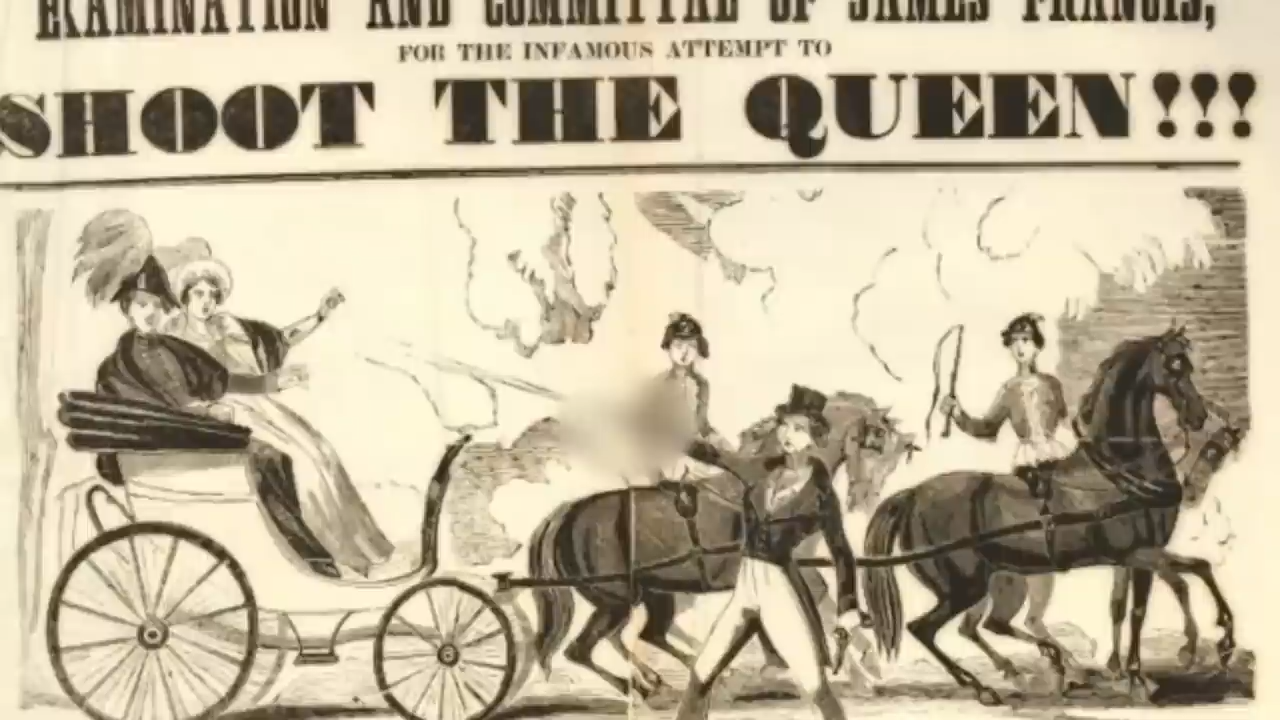 EXAMINATION AND COMMITTAL OF JAMES FRANCIS,
FOR THE INFAMOUS ATTEMPT TO
SHOOT THE QUEEN!!!